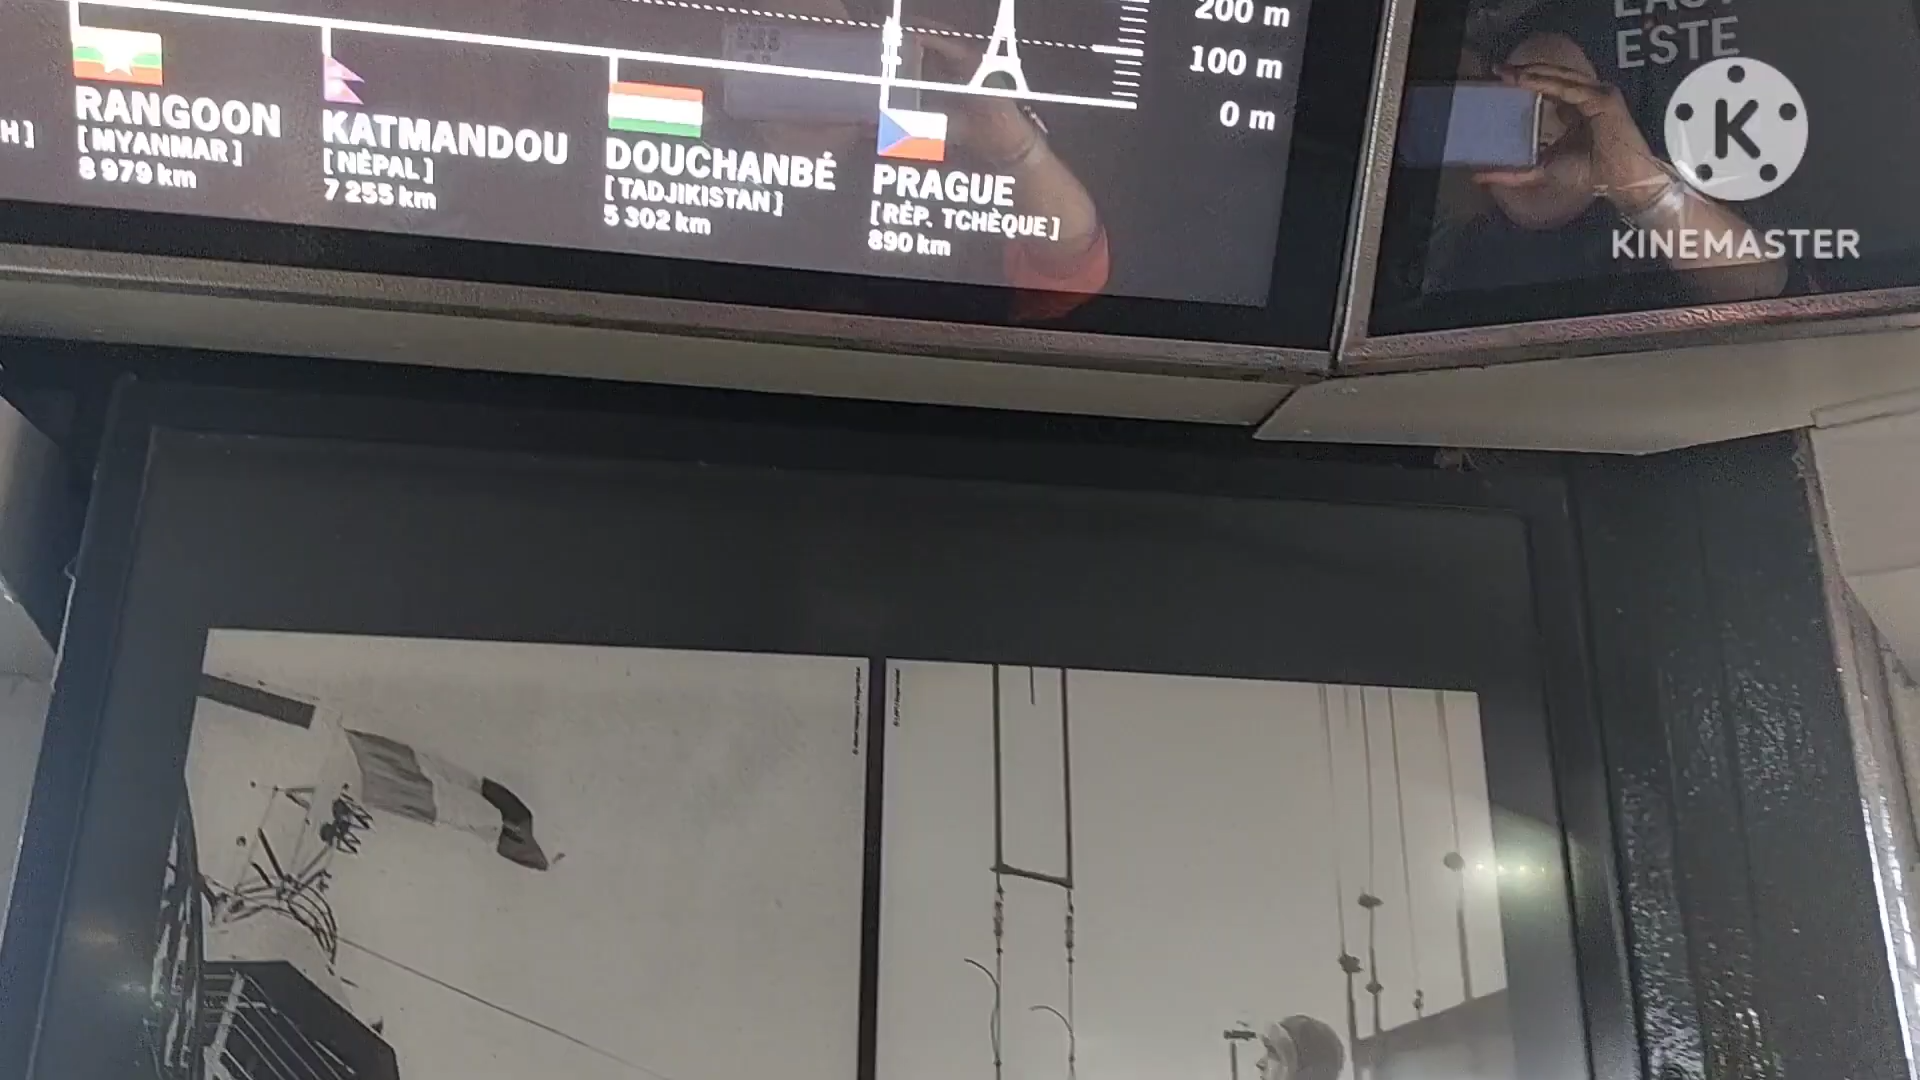 200 m
100 m
0 m
EAST
ESTE
H]
RANGOON
[MYANMAR]
8 979 km
KATMANDOU
[NÉPAL]
7 255 km
DOUCHANBÉ
[TADJIKISTAN]
5 302 km
PRAGUE
[RÉP. TCHÈQUE]
890 km
K
KINEMASTER